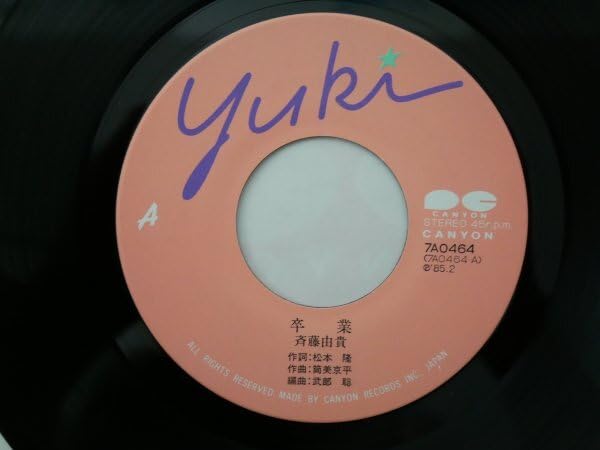 yuki
A
CANYON
STEREO 45r.p.m.
CANYON
7A0464
(7A0464-A)
℗'85.2
卒 業
斉藤由貴
作詞:松本 隆
作曲:筒美京平
編曲:武部 聡
ALL RIGHTS RESERVED MADE BY CANYON RECORDS INC. JAPAN